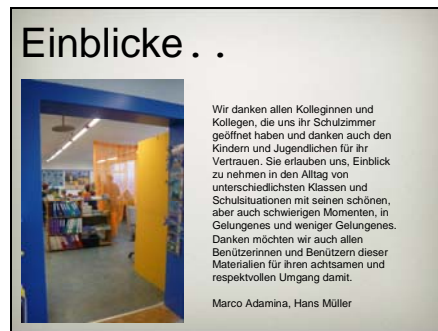 Einblicke. .
Wir danken allen Kolleginnen und
Kollegen, die uns ihr Schulzimmer
geöffnet haben und danken auch den
Kindern und Jugendlichen für ihr
Vertrauen. Sie erlauben uns, Einblick
zu nehmen in den Alltag von
unterschiedlichsten Klassen und
Schulsituationen mit seinen schönen,
aber auch schwierigen Momenten, in
Gelungenes und weniger Gelungenes.
Danken möchten wir auch allen
Benützerinnen und Benützern dieser
Materialien für ihren achtsamen und
respektvollen Umgang damit.
Marco Adamina, Hans Müller